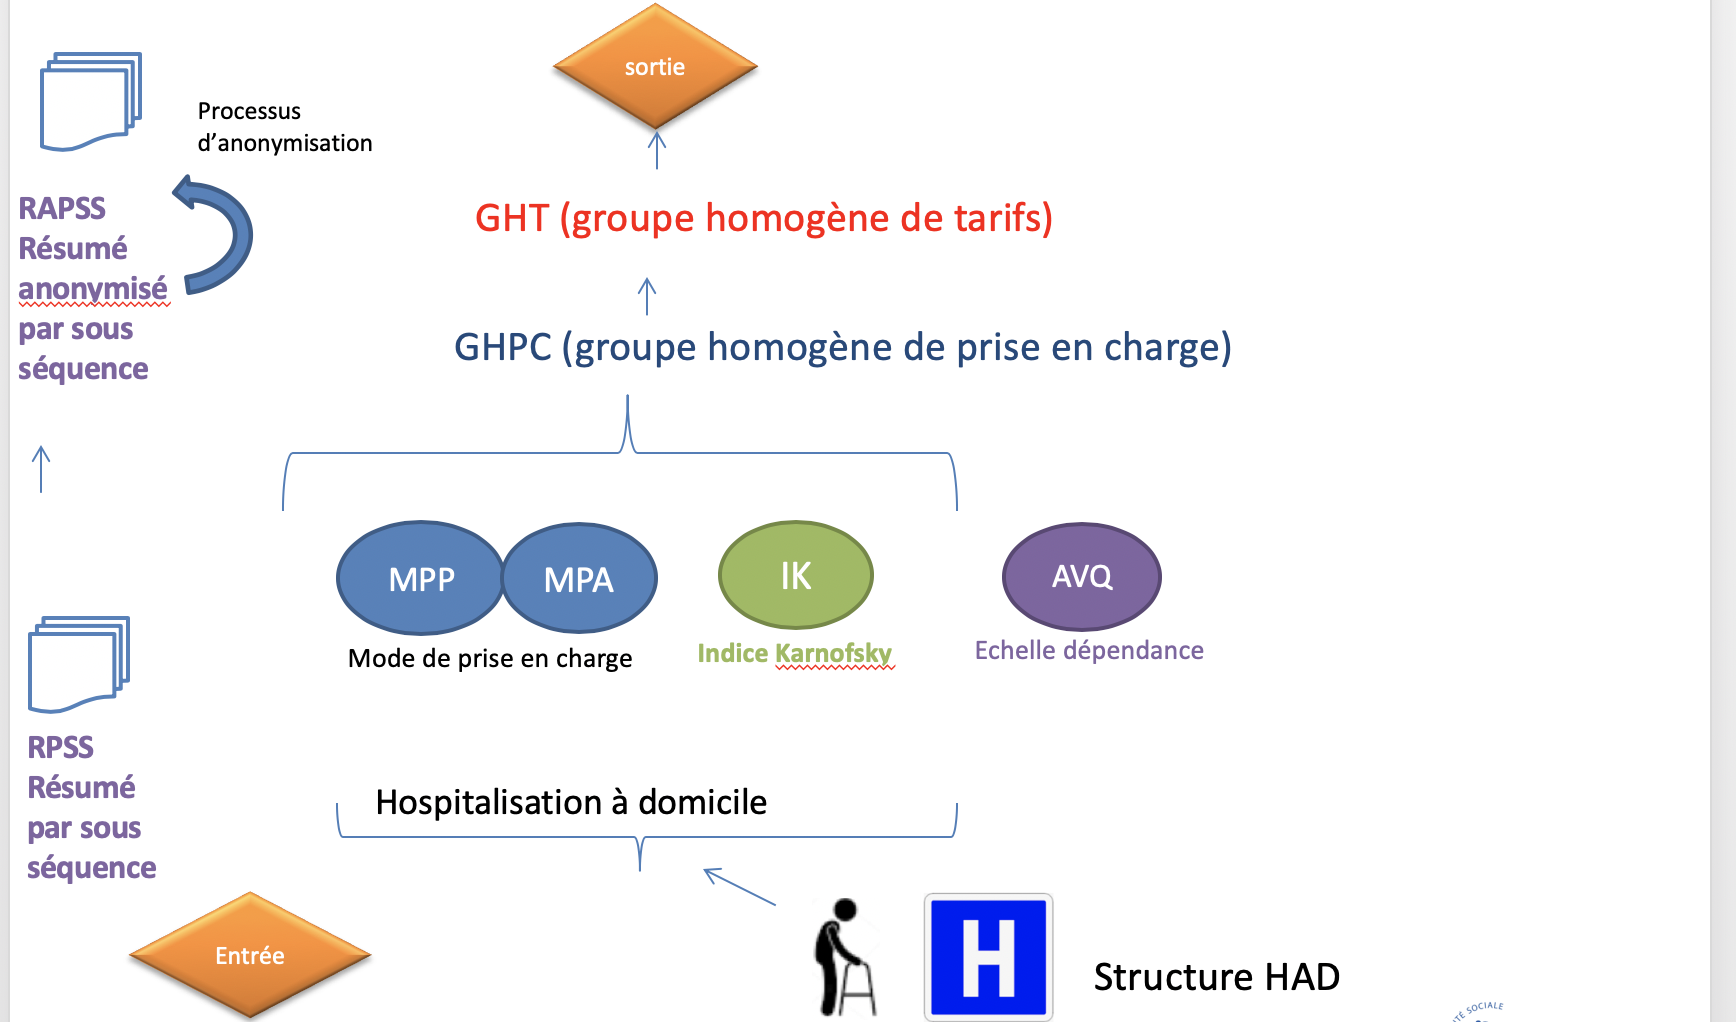 sortie
Processus
d’anonymisation
RAPSS
Résumé
anonymisé
par sous
séquence
GHT (groupe homogène de tarifs)
GHPC (groupe homogène de prise en charge)
MPP
MPA
IK
AVQ
Mode de prise en charge
Indice Karnofsky
Echelle dépendance
RPSS
Résumé
par sous
séquence
Hospitalisation à domicile
Entrée
H
Structure HAD
SOCIALE